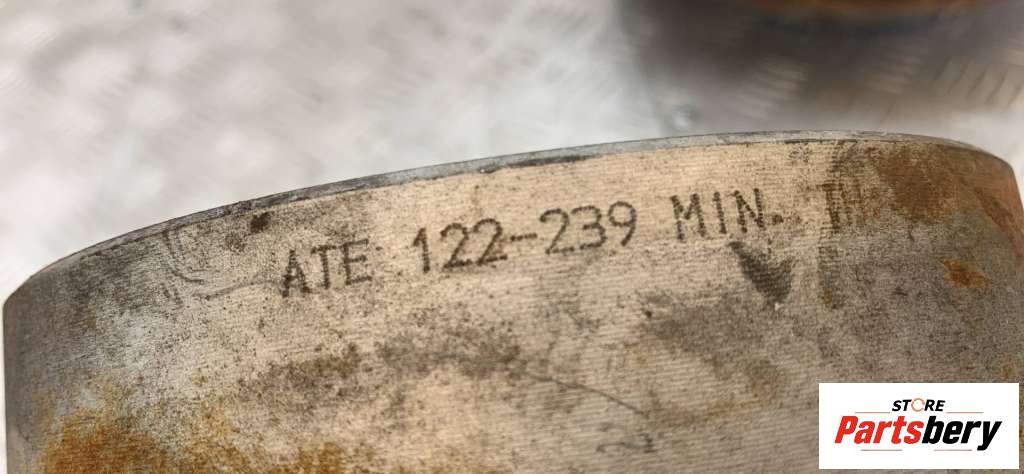 ATE 122-239 MIN.
STORE
Partsbery